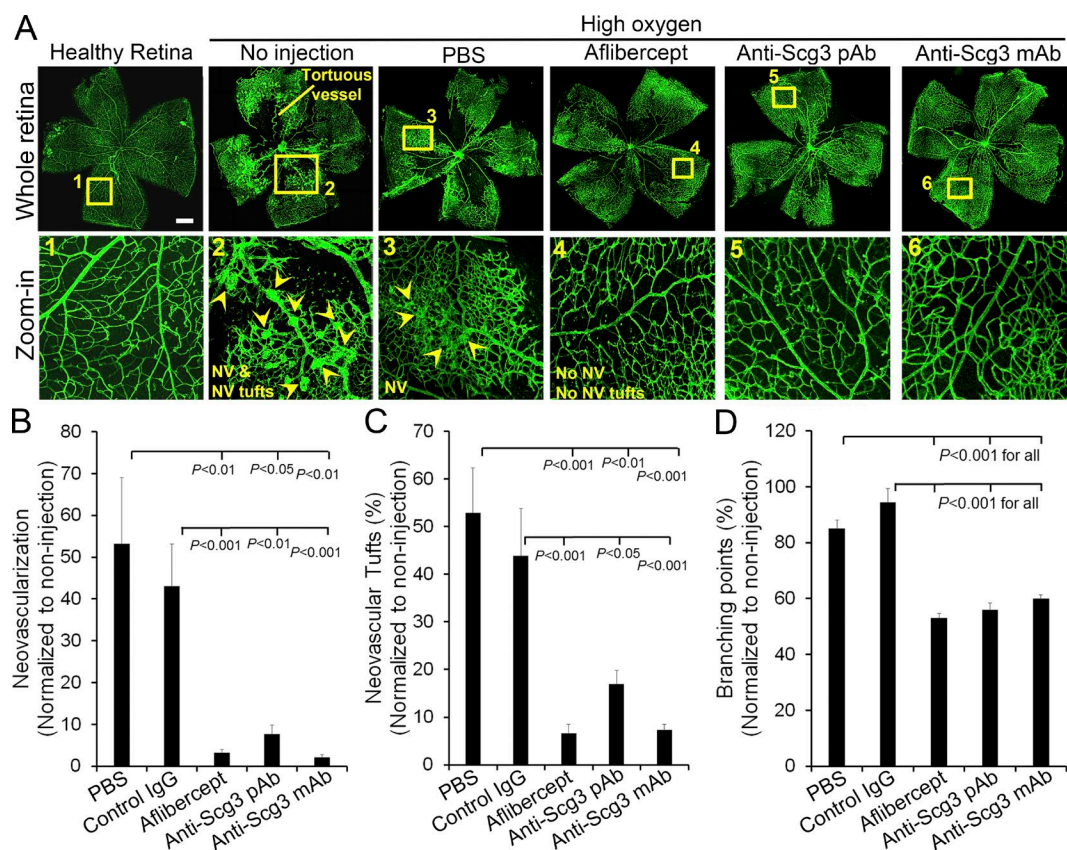 A
High oxygen
Healthy Retina
No injection
PBS
Aflibercept
Anti-Scg3 pAb
Anti-Scg3 mAb
Whole retina
1
Tortuous
vessel
2
3
4
5
6
Zoom-in
1
2
NV &
NV tufts
3
NV
4
No NV
No NV tufts
5
6
B
Neovascularization
(Normalized to non-injection)
80
70
60
50
40
30
20
10
0
P<0.01
P<0.05
P<0.01
P<0.001
P<0.01
P<0.001
PBS
Control IgG
Aflibercept
Anti-Scg3 pAb
Anti-Scg3 mAb
C
Neovascular Tufts (%)
(Normalized to non-injection)
70
60
50
40
30
20
10
0
P<0.001
P<0.01
P<0.001
P<0.001
P<0.05
P<0.001
PBS
Control IgG
Aflibercept
Anti-Scg3 pAb
Anti-Scg3 mAb
D
Branching points (%)
(Normalized to non-injection)
120
100
80
60
40
20
0
P<0.001 for all
P<0.001 for all
PBS
Control IgG
Aflibercept
Anti-Scg3 pAb
Anti-Scg3 mAb